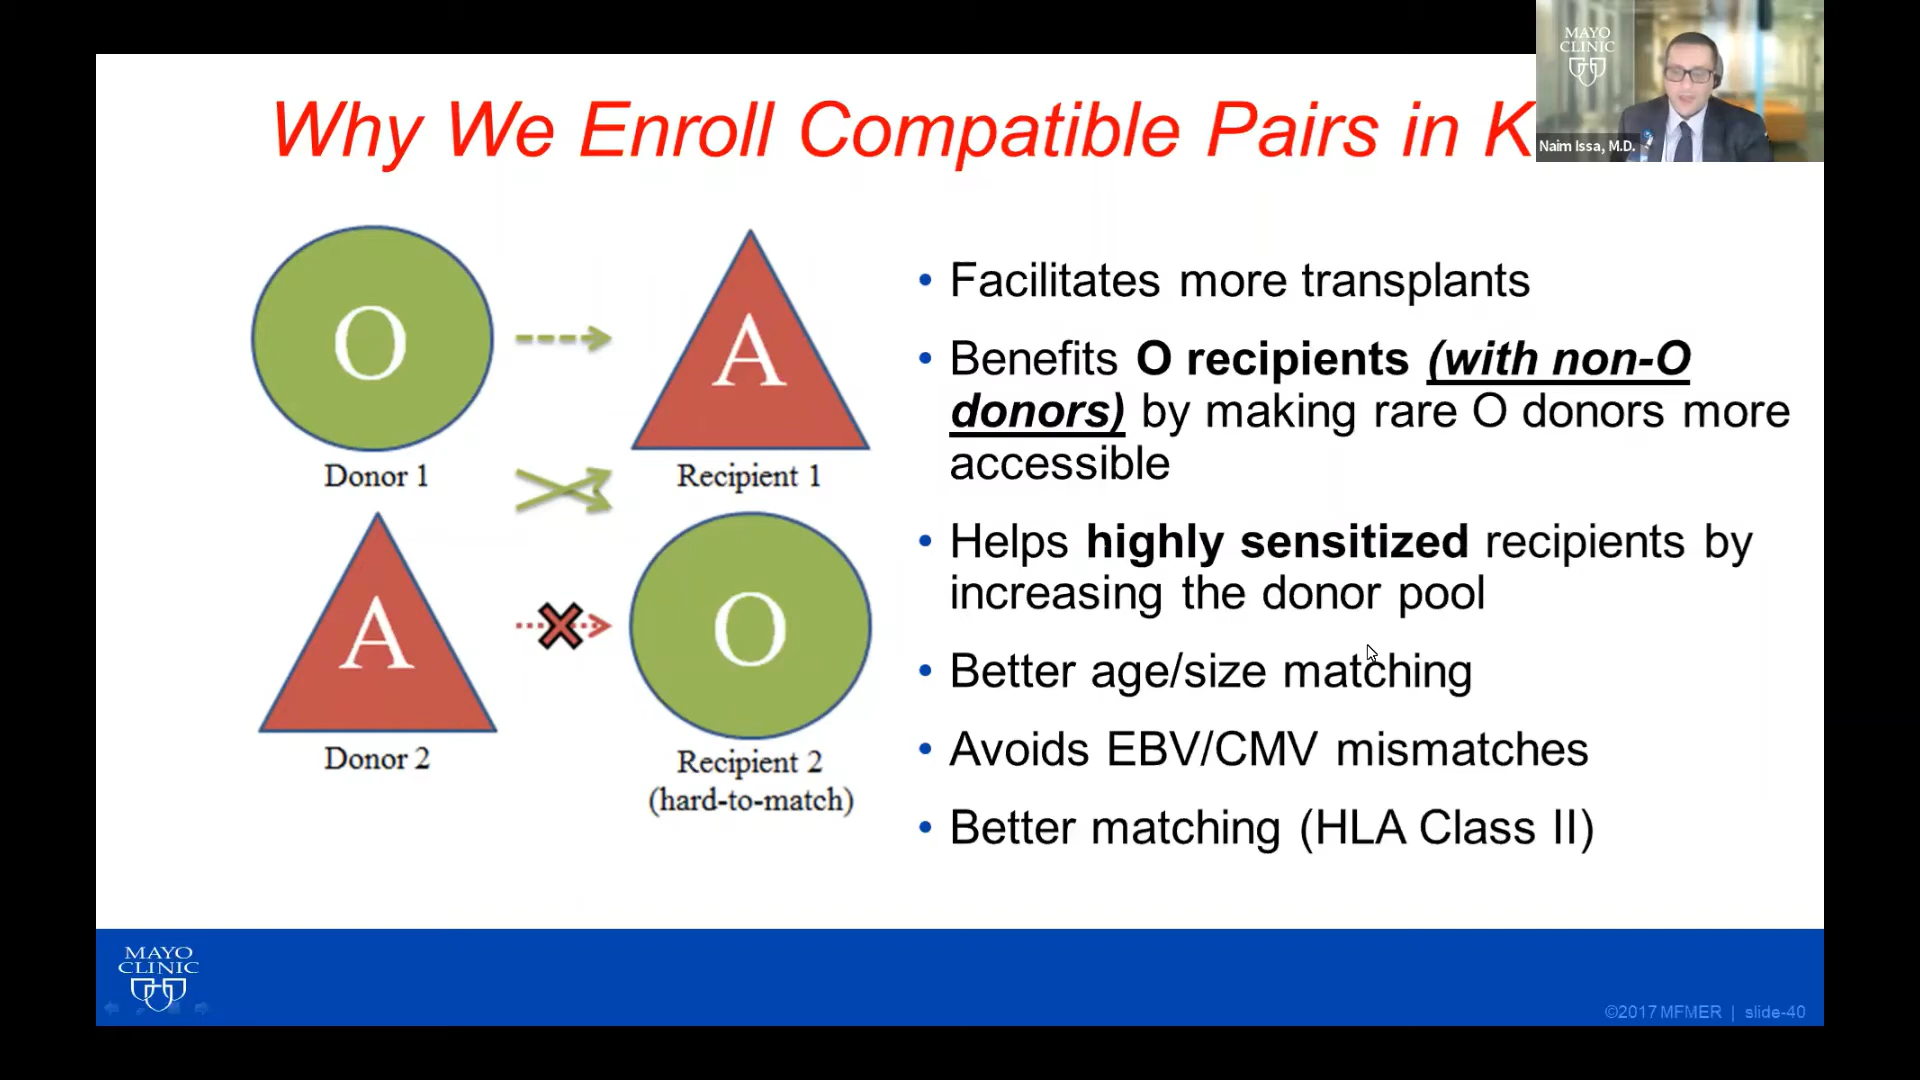 MAYO
CLINIC
Naim Issa, M.D.
Why We Enroll Compatible Pairs in K
O
Donor 1
A
Recipient 1
A
Donor 2
O
Recipient 2
(hard-to-match)
• Facilitates more transplants
• Benefits O recipients (with non-O
donors) by making rare O donors more
accessible
• Helps highly sensitized recipients by
increasing the donor pool
• Better age/size matching
• Avoids EBV/CMV mismatches
• Better matching (HLA Class II)
MAYO
CLINIC
©2017 MFMER | slide-40